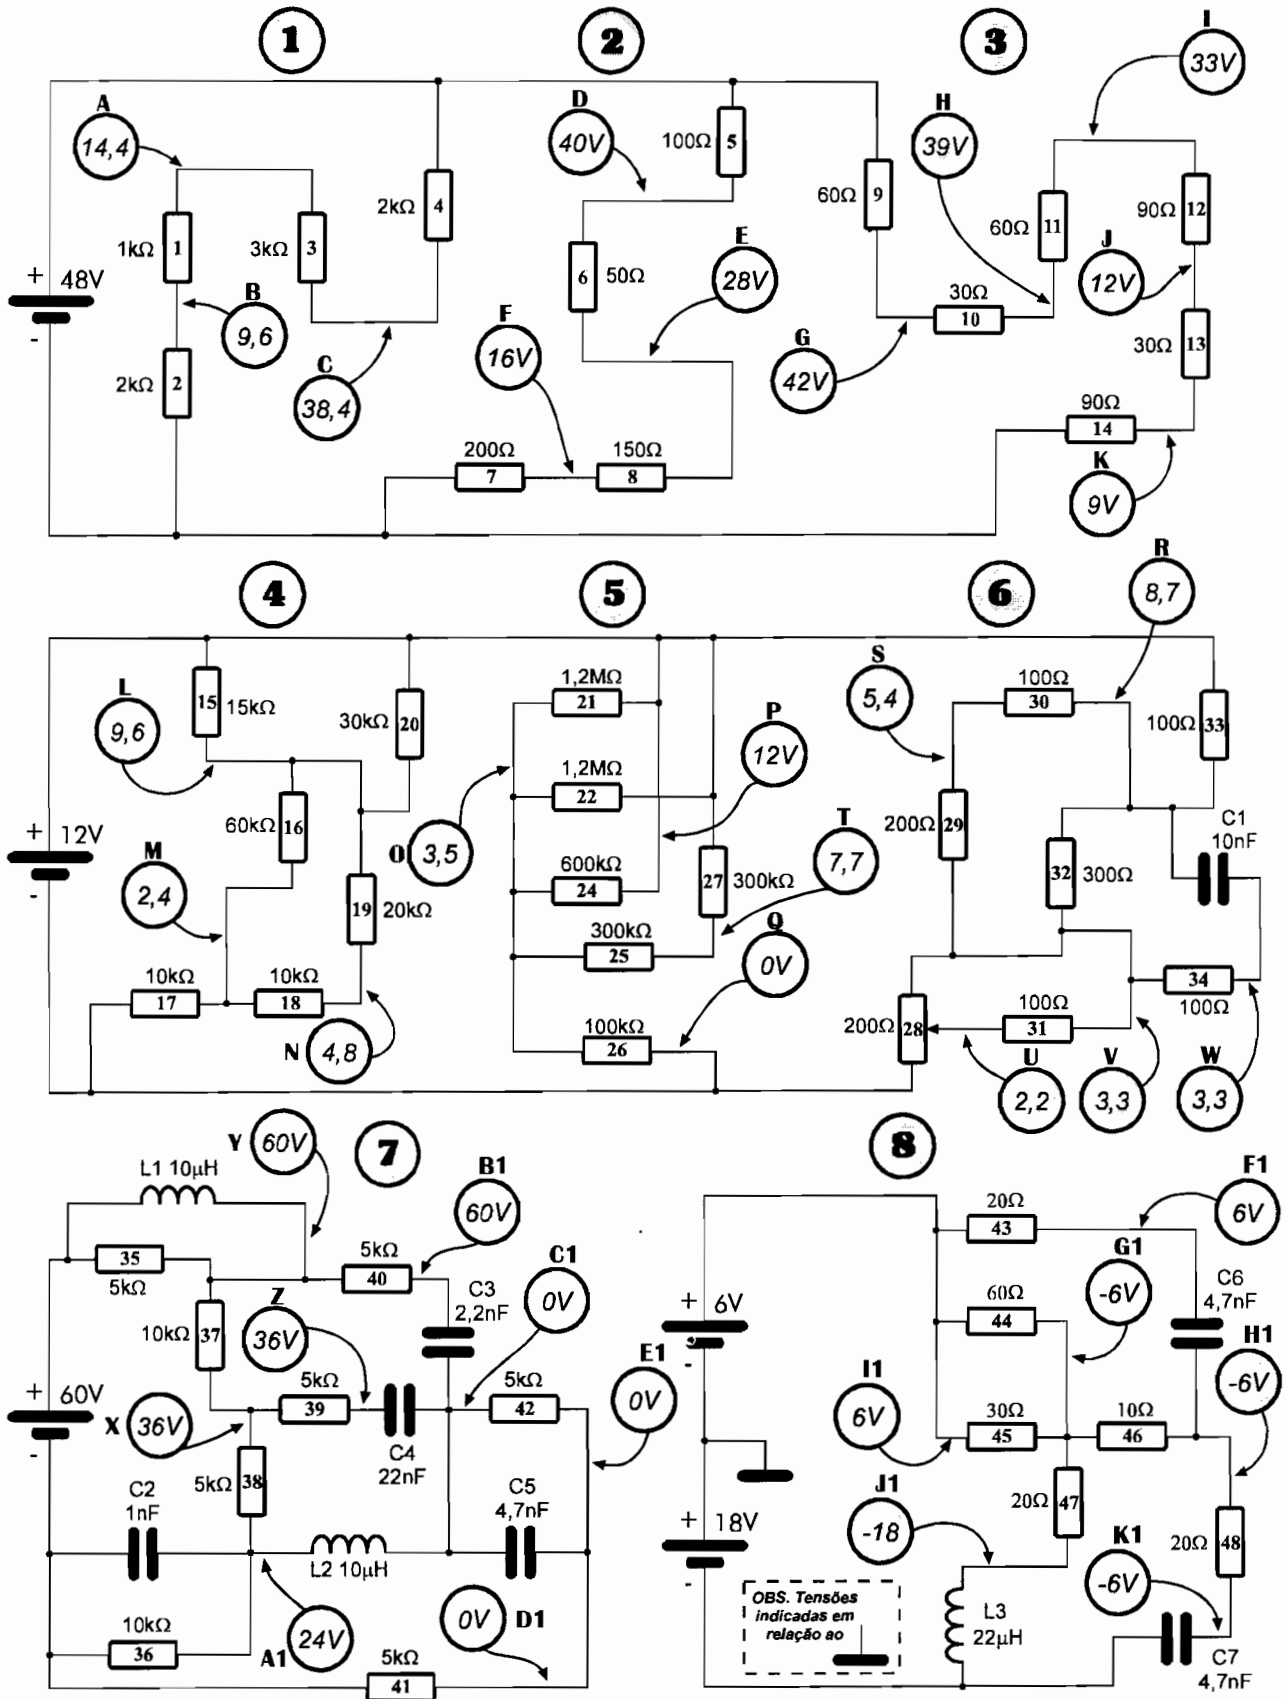 1 2 3
I
33V
A
14,4
D
40V
H
39V
100Ω 5
2kΩ 4
60Ω 9
90Ω 12
60Ω 11
1kΩ 1
3kΩ 3
E
28V
J
12V
6 50Ω
+ 48V
-
B
9,6
30Ω
10
F
16V
30Ω 13
G
42V
C
38,4
2kΩ 2
90Ω
14
200Ω
7
150Ω
8
K
9V
4 5 6
R
8,7
L
9,6
15 15kΩ
30kΩ 20
1,2MΩ
21
S
5,4
100Ω
30
100Ω 33
P
12V
1,2MΩ
22
60kΩ 16
+ 12V
-
O 3,5
T
7,7
200Ω 29
C1
10nF
M
2,4
600kΩ
24
27 300kΩ
32 300Ω
19 20kΩ
300kΩ
25
Q
0V
10kΩ
17
10kΩ
18
34
100Ω
200Ω 28
100Ω
31
100kΩ
26
N 4,8
U
2,2
V
3,3
W
3,3
Y 60V
7 8
L1 10µH
B1
60V
F1
6V
35
5kΩ
5kΩ
40
C1
0V
20Ω
43
G1
-6V
Z
36V
C3
2,2nF
C6
4,7nF
10kΩ 37
+ 6V
-
60Ω
44
H1
-6V
E1
0V
+ 60V
-
5kΩ
39
5kΩ
42
I1
6V
X 36V
30Ω
45
10Ω
46
C4
22nF
5kΩ 38
C2
1nF
C5
4,7nF
J1
-18
20Ω 47
+ 18V
-
K1
-6V
20Ω 48
L2 10µH
OBS. Tensões
indicadas em
relação ao
L3
22µH
D1
0V
10kΩ
36
A1 24V
5kΩ
41
C7
4,7nF